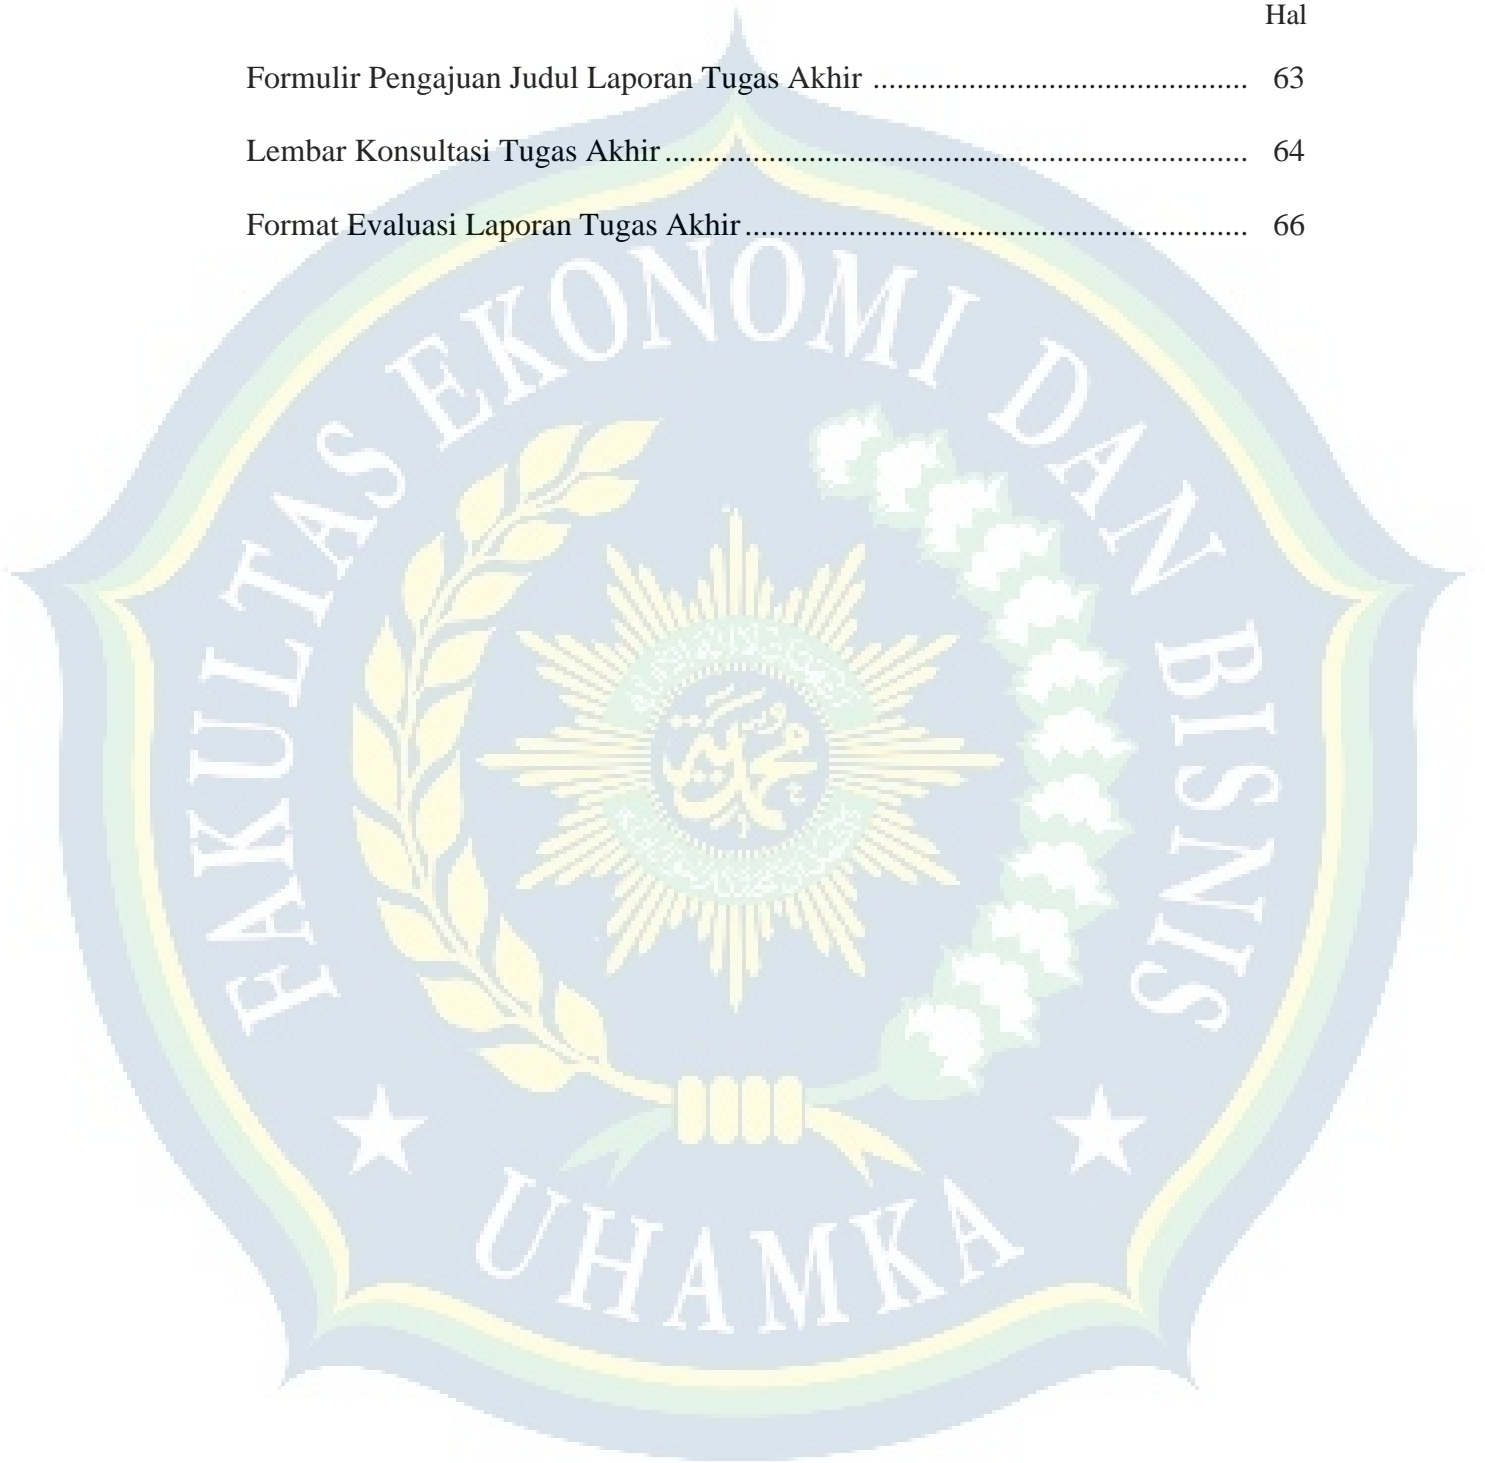 Hal
Formulir Pengajuan Judul Laporan Tugas Akhir ............................................... 63
Lembar Konsultasi Tugas Akhir ......................................................................... 64
Format Evaluasi Laporan Tugas Akhir ............................................................... 66
FAKULTAS EKONOMI DAN BISNIS
محمدية
UHAMKA